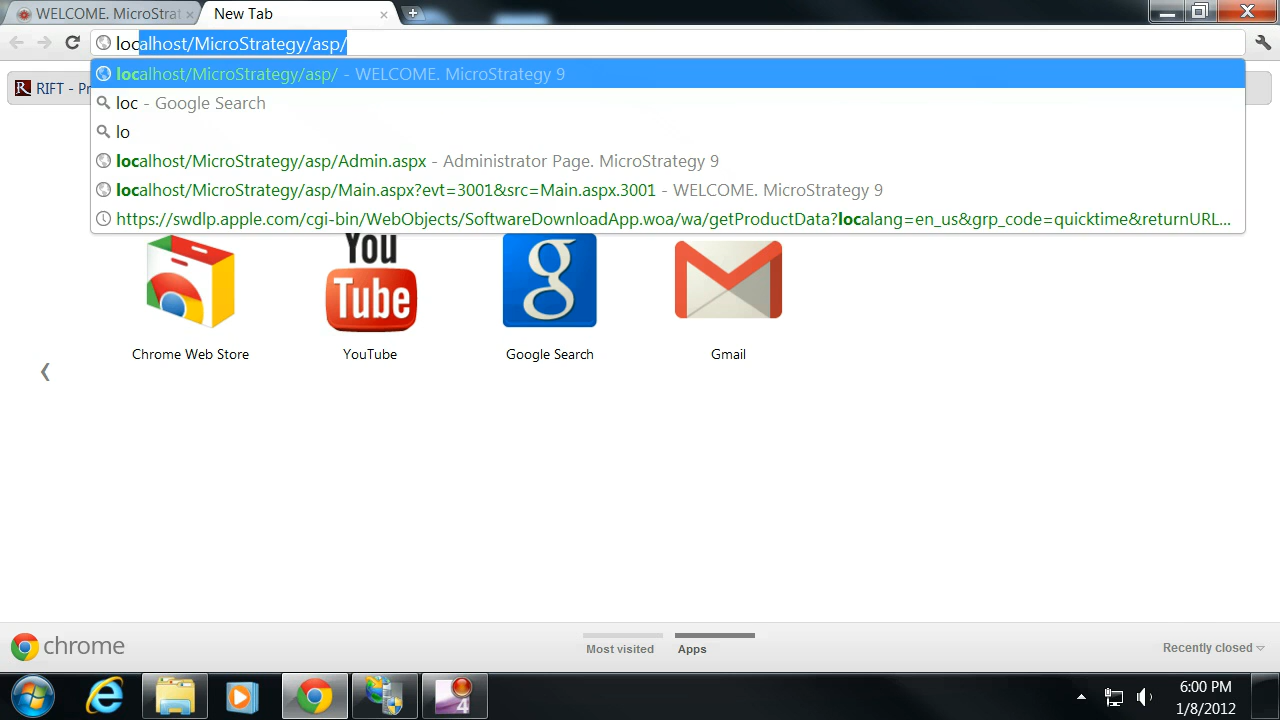 WELCOME. MicroStrat
New Tab
localhost/MicroStrategy/asp/
localhost/MicroStrategy/asp/ - WELCOME. MicroStrategy 9
loc - Google Search
lo
localhost/MicroStrategy/asp/Admin.aspx - Administrator Page. MicroStrategy 9
localhost/MicroStrategy/asp/Main.aspx?evt=3001&src=Main.aspx.3001 - WELCOME. MicroStrategy 9
https://swdlp.apple.com/cgi-bin/WebObjects/SoftwareDownloadApp.woa/wa/getProductData?localang=en_us&grp_code=quicktime&returnURL...
RIFT - Pr
You
Tube
g
Chrome Web Store
YouTube
Google Search
Gmail
chrome
Most visited
Apps
Recently closed
4
6:00 PM
1/8/2012